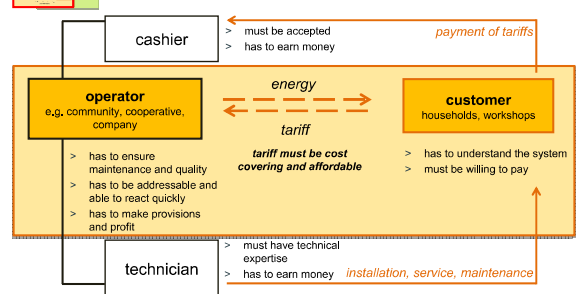 cashier
> must be accepted
> has to earn money
payment of tariffs
operator
e.g. community, cooperative,
company
energy
tariff
tariff must be cost
covering and affordable
customer
households, workshops
> has to ensure
maintenance and quality
> has to be addressable and
able to react quickly
> has to make provisions
and profit
> has to understand the system
> must be willing to pay
technician
> must have technical
expertise
> has to earn money
installation, service, maintenance